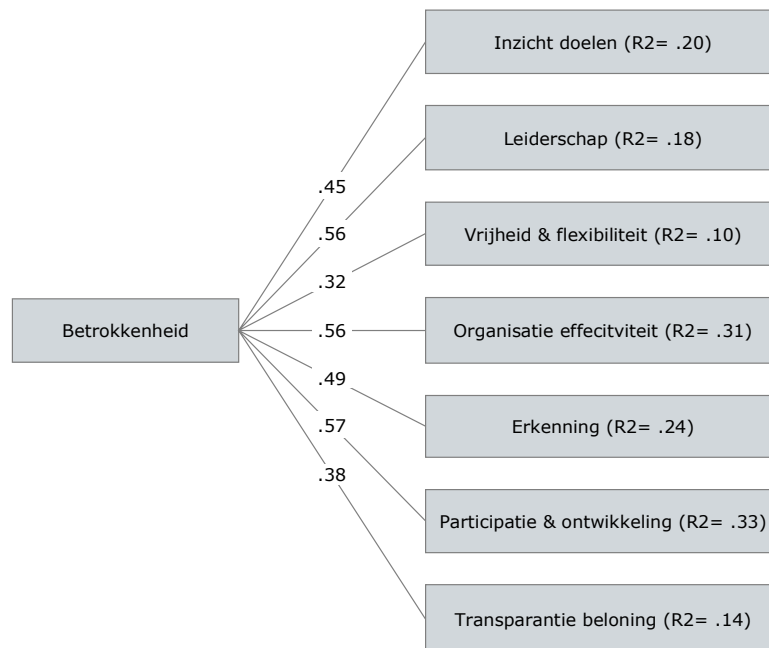 Inzicht doelen (R2= .20)
Leiderschap (R2= .18)
.45
.56
Vrijheid & flexibiliteit (R2= .10)
.32
Betrokkenheid
.56
Organisatie effecitviteit (R2= .31)
.49
Erkenning (R2= .24)
.57
.38
Participatie & ontwikkeling (R2= .33)
Transparantie beloning (R2= .14)